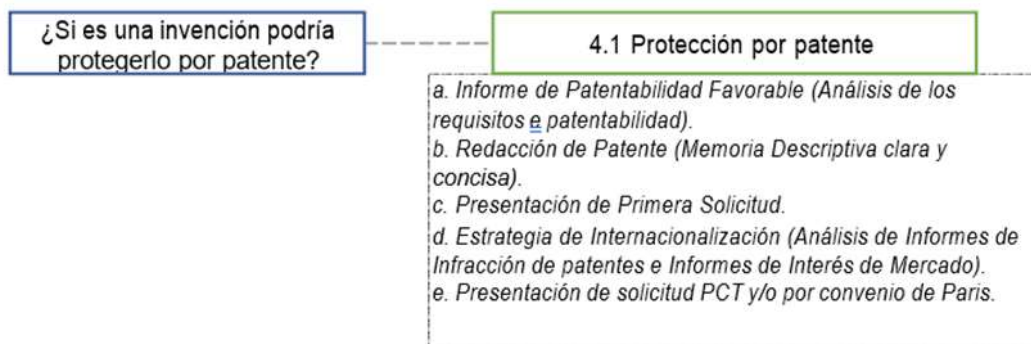 ¿Si es una invención podría
protegerlo por patente?
4.1 Protección por patente
a. Informe de Patentabilidad Favorable (Análisis de los
requisitos e patentabilidad).
b. Redacción de Patente (Memoria Descriptiva clara y
concisa).
c. Presentación de Primera Solicitud.
d. Estrategia de Internacionalización (Análisis de Informes de
Infracción de patentes e Informes de Interés de Mercado).
e. Presentación de solicitud PCT y/o por convenio de Paris.